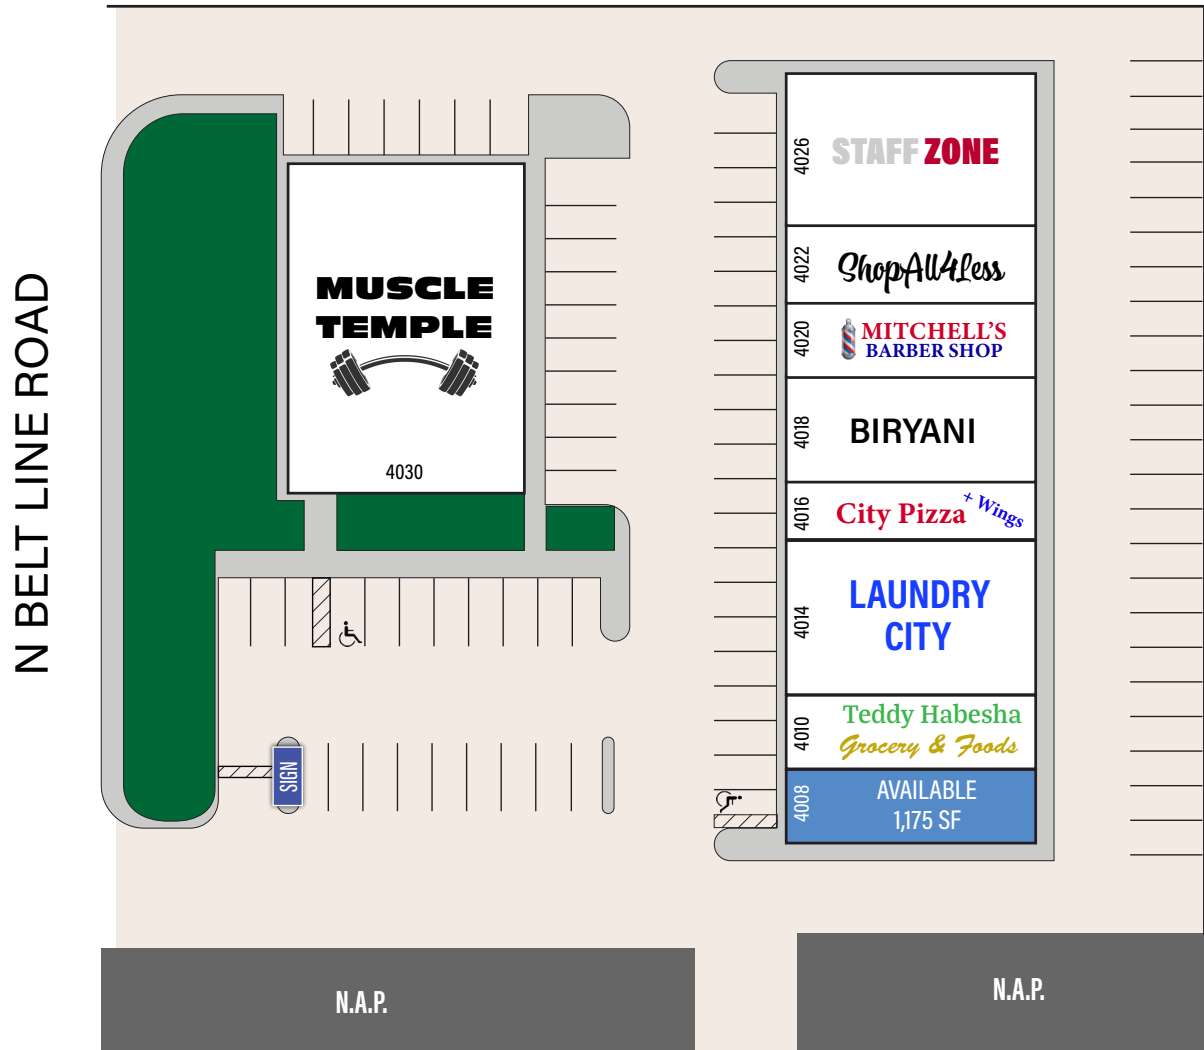 N BELT LINE ROAD
MUSCLE
TEMPLE
4030
SIGN
4026
STAFF ZONE
4022
ShopAll4Less
4020
MITCHELL'S
BARBER SHOP
4018
BIRYANI
4016
City Pizza + Wings
4014
LAUNDRY
CITY
4010
Teddy Habesha
Grocery & Foods
4008
AVAILABLE
1,175 SF
N.A.P.
N.A.P.